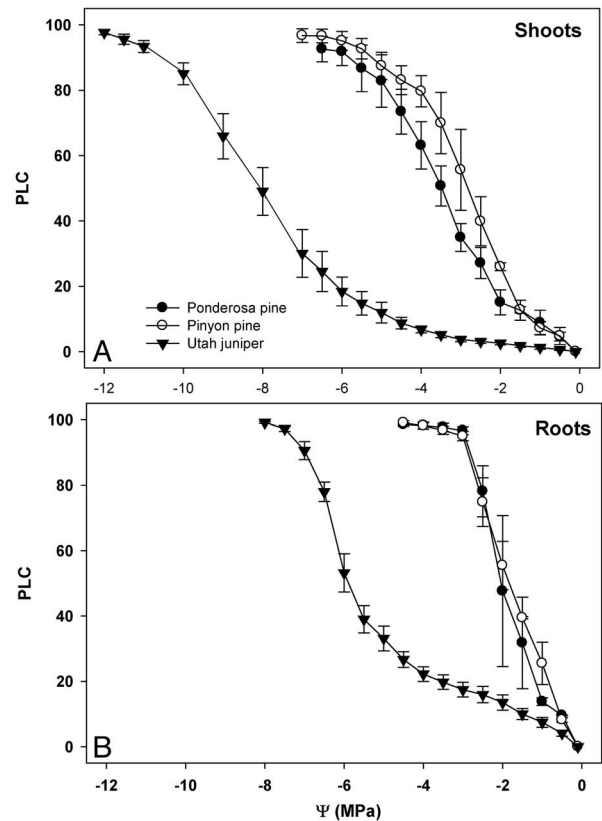 Shoots
100
80
60
40
20
0
PLC
Ponderosa pine
Pinyon pine
Utah juniper
A
-12 -10 -8 -6 -4 -2 0
Roots
100
80
60
40
20
0
PLC
B
-12 -10 -8 -6 -4 -2 0
Ψ (MPa)